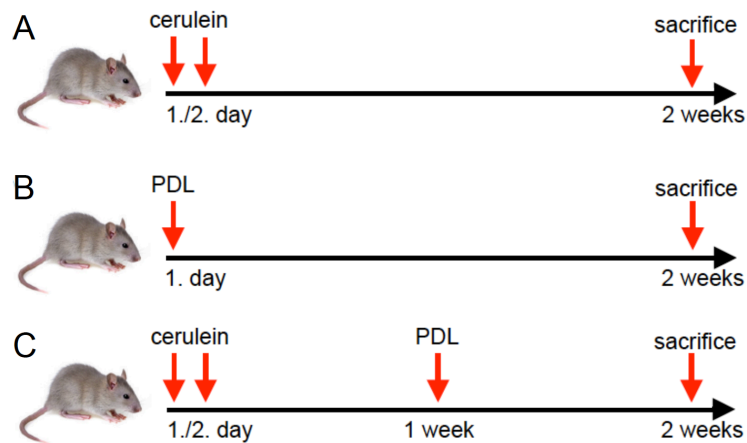 A
cerulein
sacrifice
1./2. day
2 weeks
B
PDL
sacrifice
1. day
2 weeks
C
cerulein
PDL
sacrifice
1./2. day
1 week
2 weeks